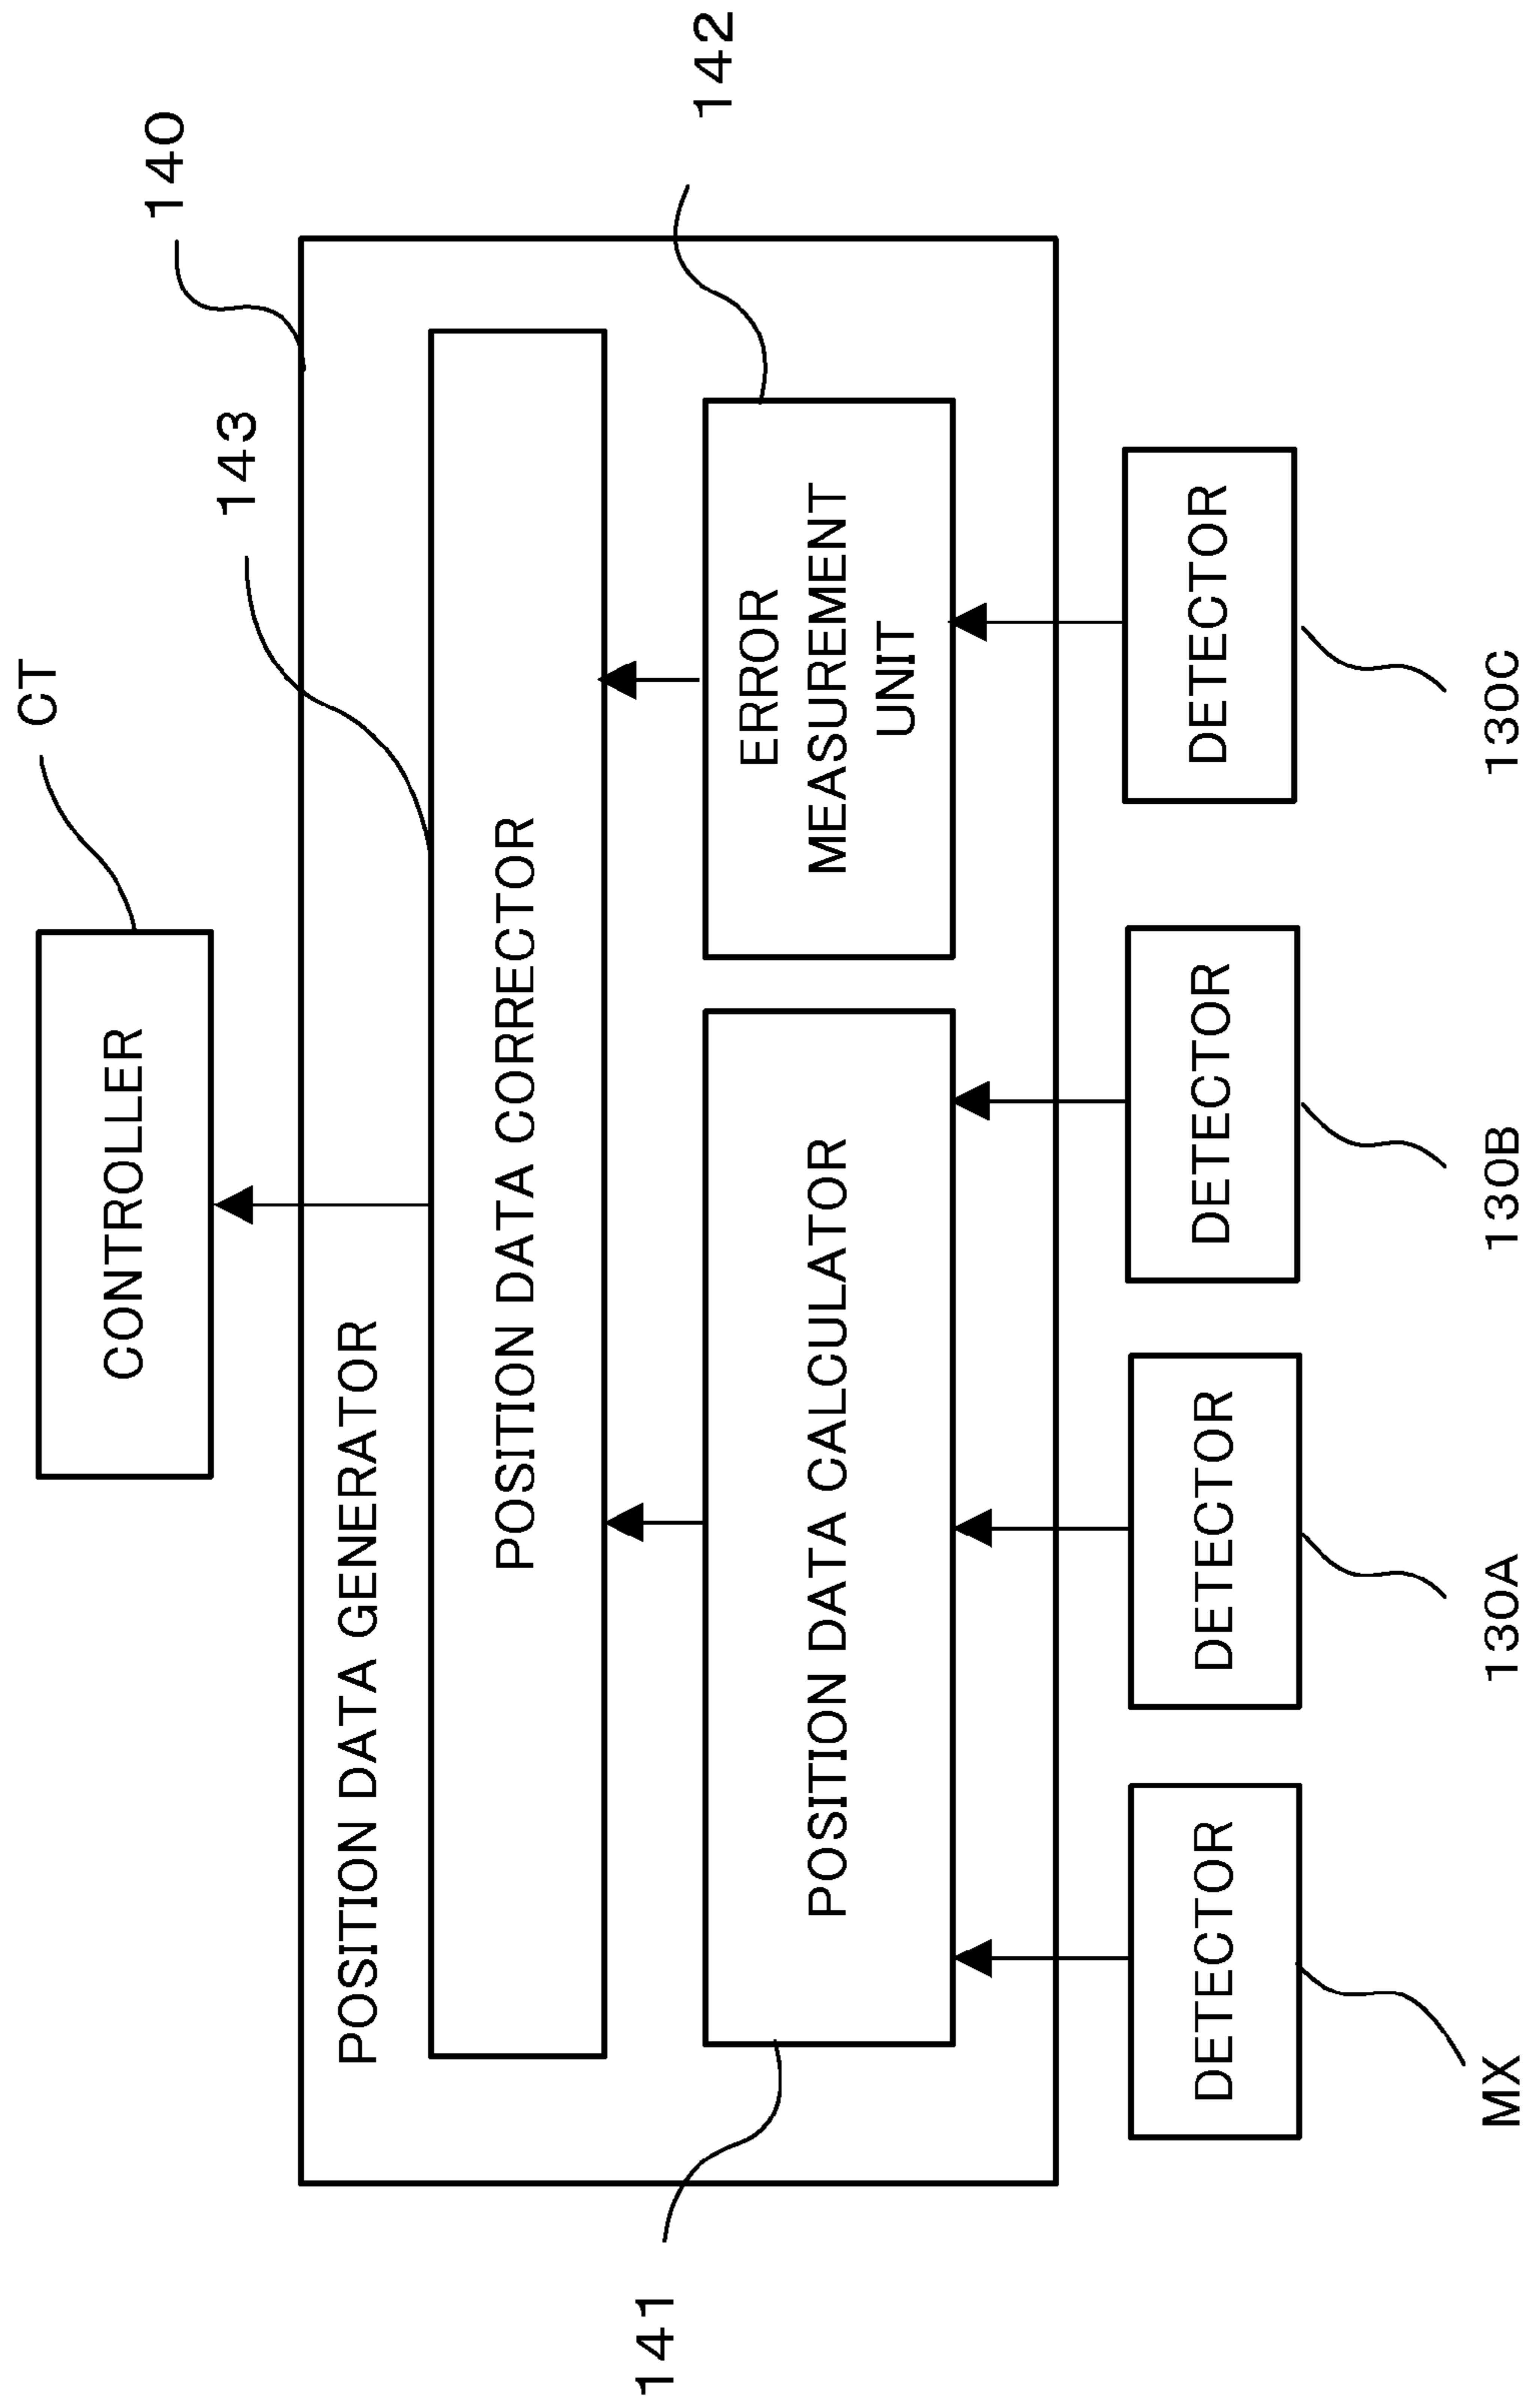 CT
CONTROLLER
140
143
POSITION DATA GENERATOR
POSITION DATA CORRECTOR
141
142
POSITION DATA CALCULATOR
ERROR
MEASUREMENT
UNIT
DETECTOR
DETECTOR
DETECTOR
DETECTOR
MX
130A
130B
130C